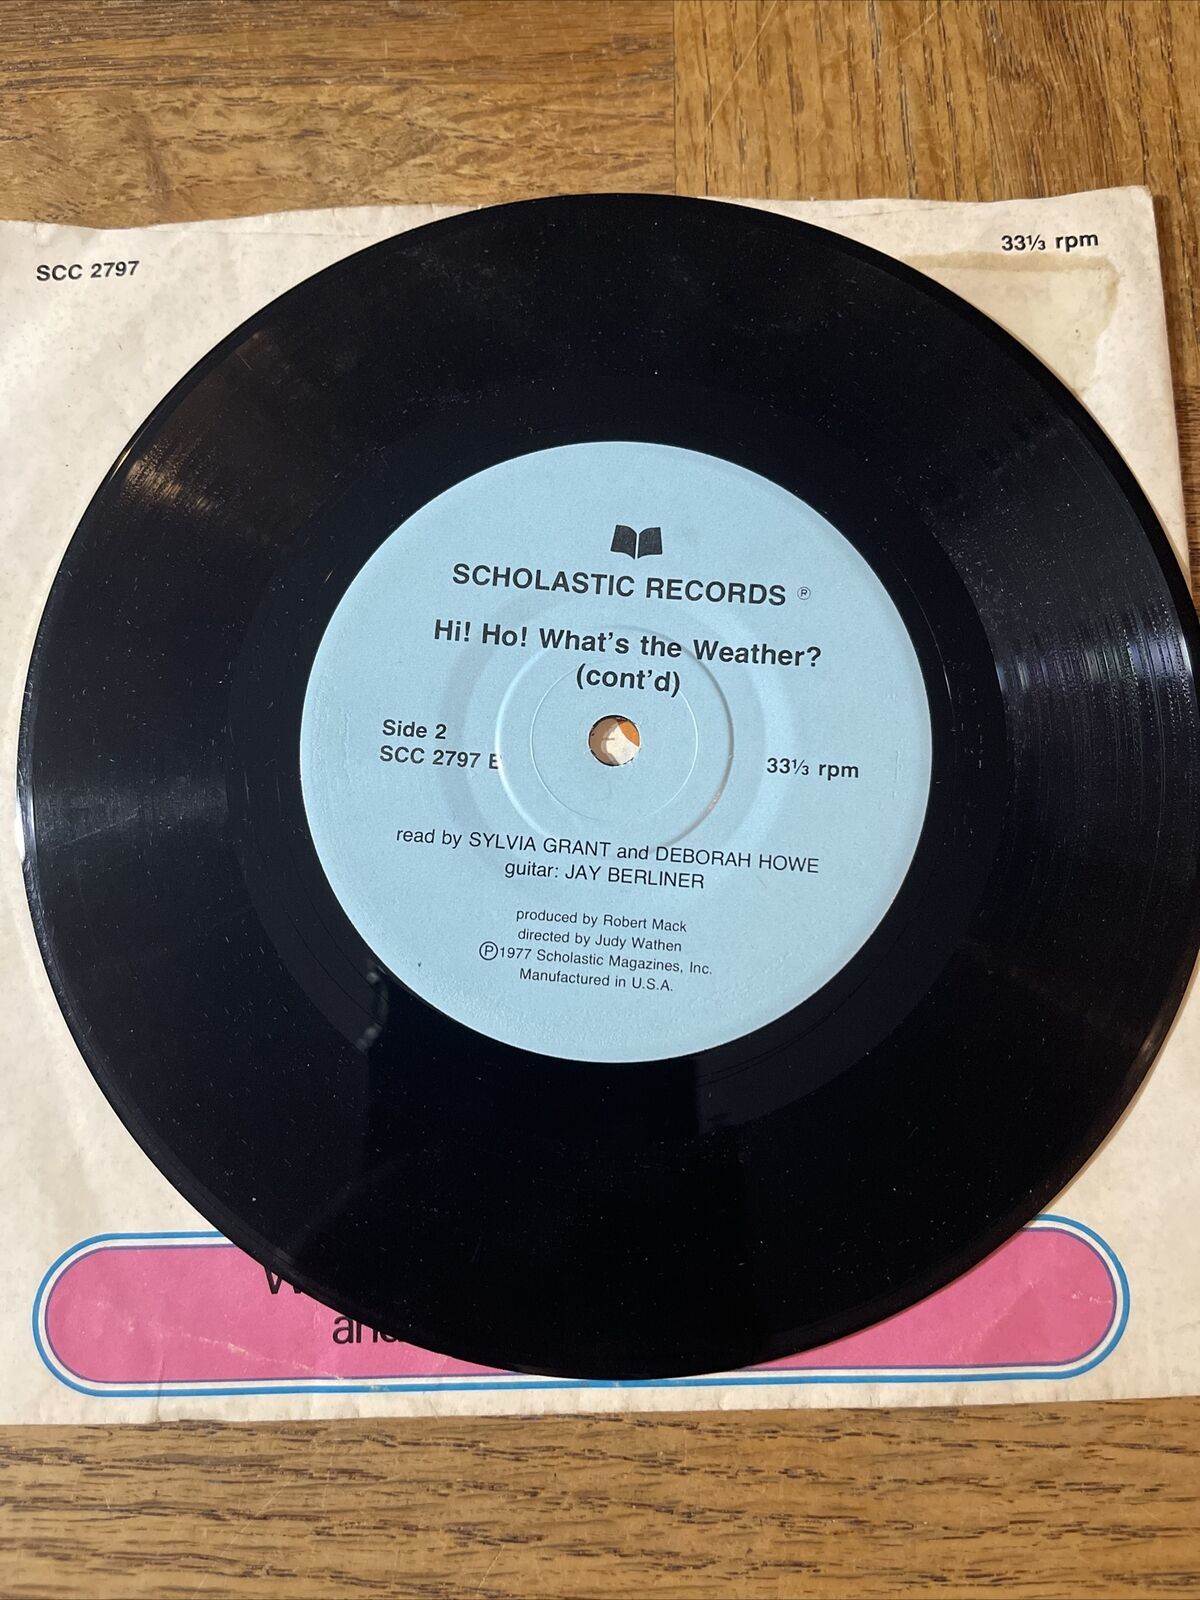 SCC 2797
33⅓ rpm
SCHOLASTIC RECORDS ®
Hi! Ho! What's the Weather?
(cont'd)
Side 2
SCC 2797 B
33⅓ rpm
read by SYLVIA GRANT and DEBORAH HOWE
guitar: JAY BERLINER
produced by Robert Mack
directed by Judy Wathen
℗1977 Scholastic Magazines, Inc.
Manufactured in U.S.A.
and